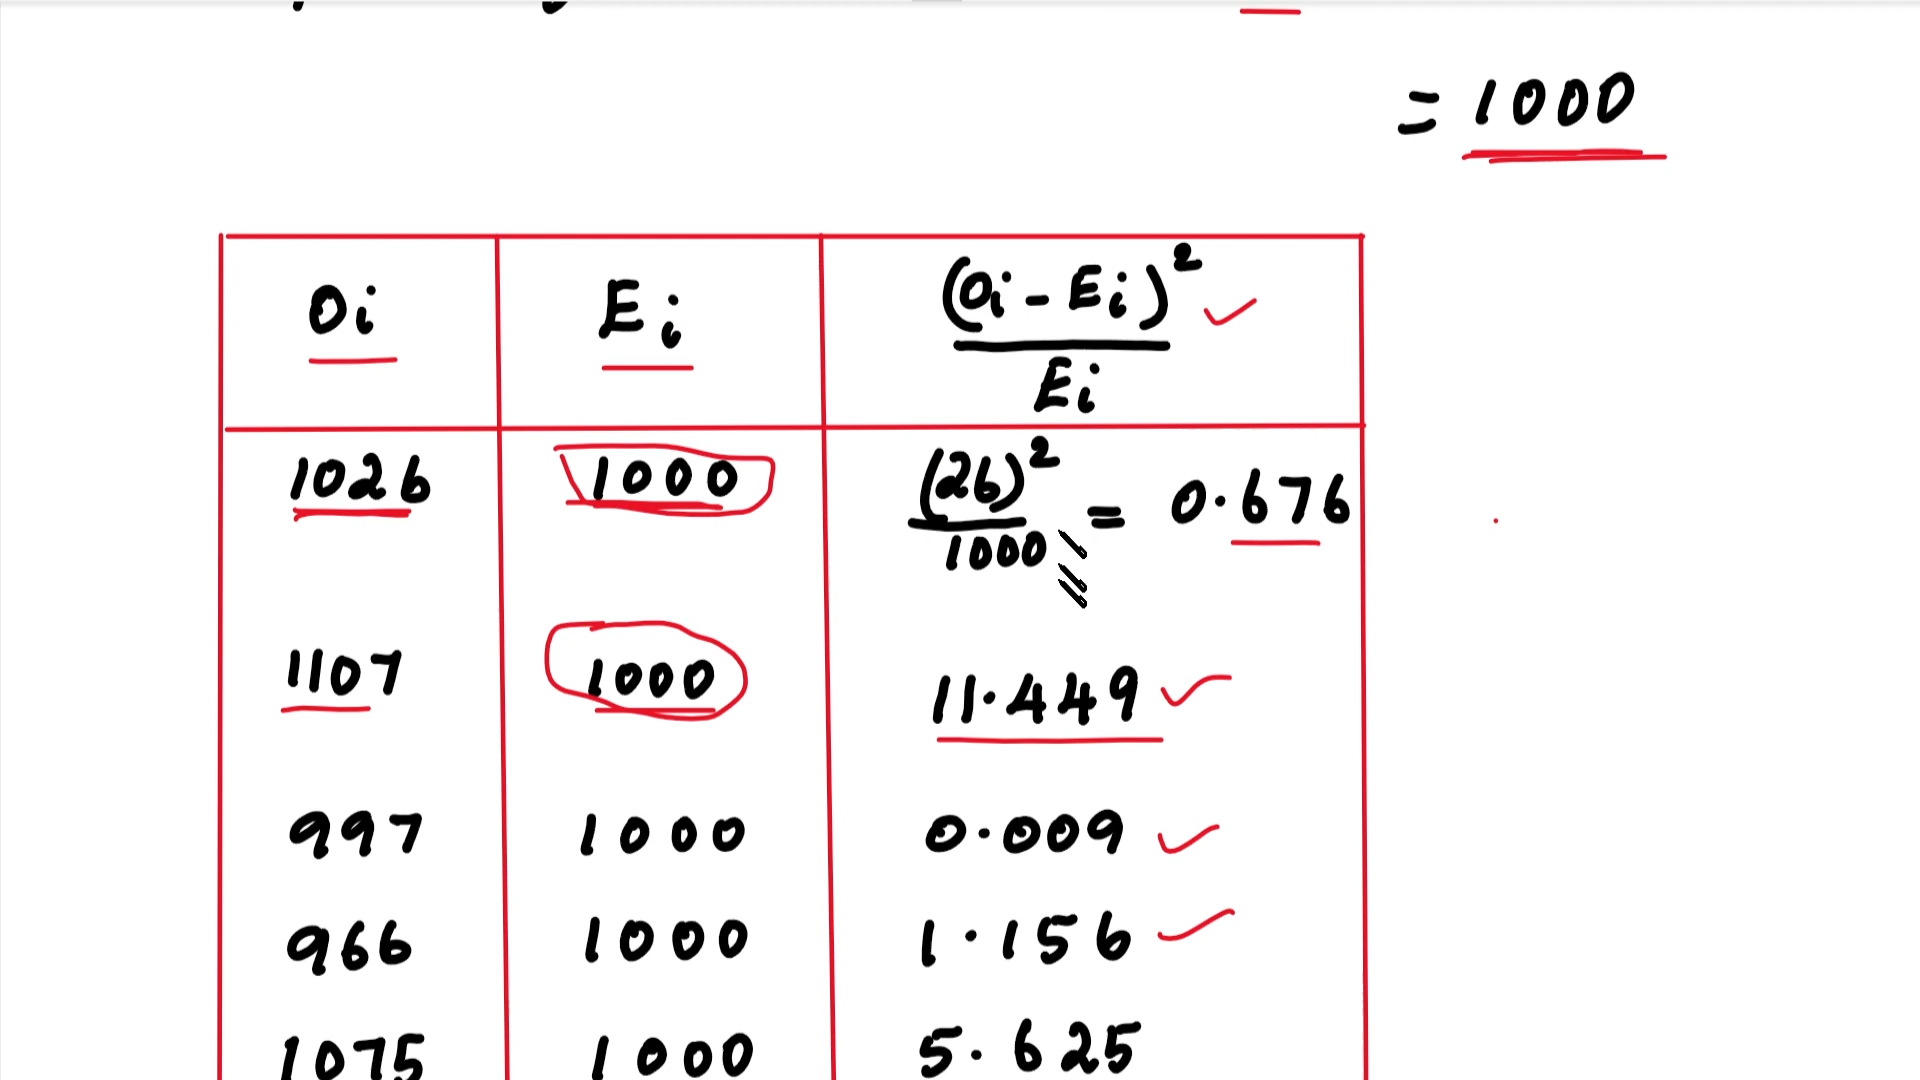 = 1000
Oi Ei (Oi - Ei)² / Ei
1026 1000 (26)² / 1000 = 0.676
1107 1000 11.449
997 1000 0.009
966 1000 1.156
1075 1000 5.625